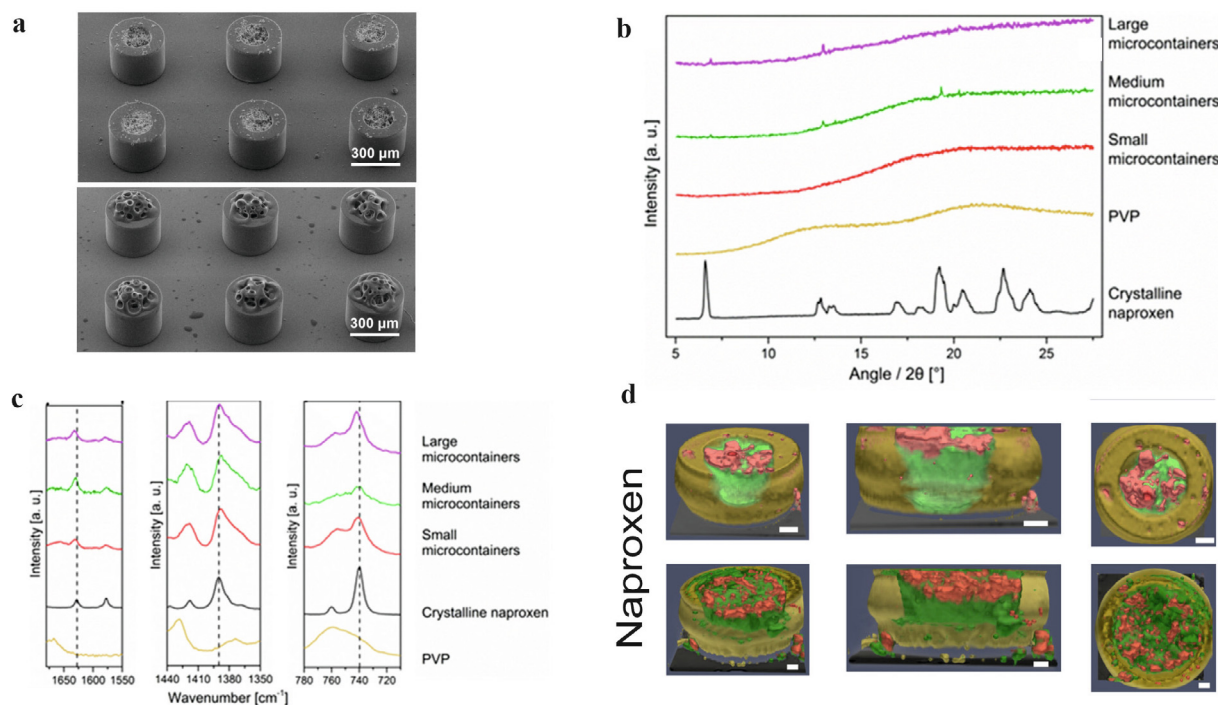 a
300 µm
300 µm
b
Intensity [a. u.]
Large
microcontainers
Medium
microcontainers
Small
microcontainers
PVP
Crystalline
naproxen
5
10
15
20
25
Angle / 2θ [°]
c
Intensity [a. u.]
Intensity [a. u.]
Intensity [a. u.]
Large
microcontainers
Medium
microcontainers
Small
microcontainers
Crystalline naproxen
PVP
1650 1600 1550
1440 1410 1380 1350
780 760 740 720
Wavenumber [cm⁻¹]
d
Naproxen